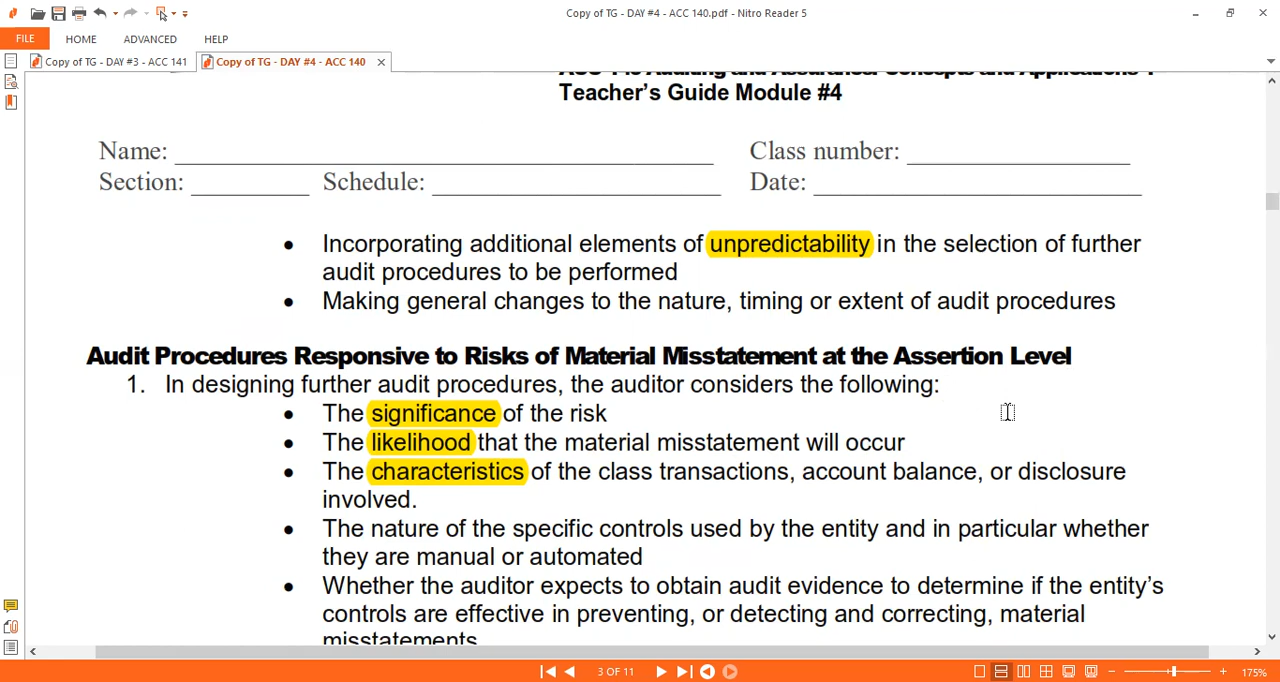 Copy of TG - DAY #4 - ACC 140.pdf - Nitro Reader 5
FILE HOME ADVANCED HELP
Copy of TG - DAY #3 - ACC 141 Copy of TG - DAY #4 - ACC 140
Teacher's Guide Module #4
Name: Class number:
Section: Schedule: Date:
• Incorporating additional elements of unpredictability in the selection of further
audit procedures to be performed
• Making general changes to the nature, timing or extent of audit procedures
Audit Procedures Responsive to Risks of Material Misstatement at the Assertion Level
1. In designing further audit procedures, the auditor considers the following:
• The significance of the risk
• The likelihood that the material misstatement will occur
• The characteristics of the class transactions, account balance, or disclosure
involved.
• The nature of the specific controls used by the entity and in particular whether
they are manual or automated
• Whether the auditor expects to obtain audit evidence to determine if the entity's
controls are effective in preventing, or detecting and correcting, material
misstatements
3 OF 11 175%